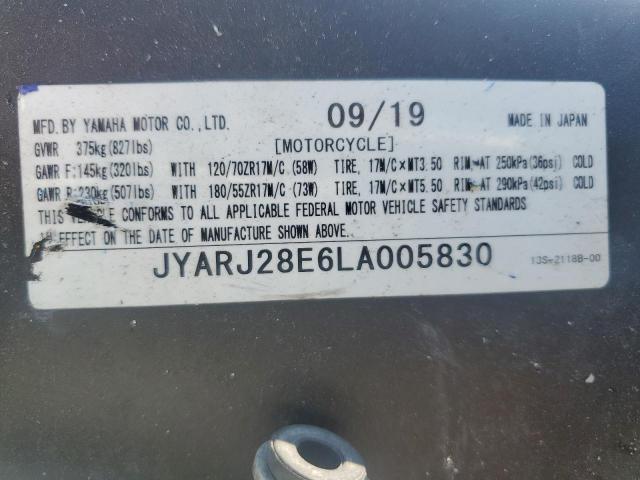 MFD. BY YAMAHA MOTOR CO., LTD. 09/19 MADE IN JAPAN
GVWR 375kg(827lbs) [MOTORCYCLE]
GAWR F:145kg(320lbs) WITH 120/70ZR17M/C (58W) TIRE, 17M/C×MT3.50 RIM, AT 250kPa(36psi) COLD
GAWR R:230kg(507lbs) WITH 180/55ZR17M/C (73W) TIRE, 17M/C×MT5.50 RIM, AT 290kPa(42psi) COLD
THIS CONFORMS TO ALL APPLICABLE FEDERAL MOTOR VEHICLE SAFETY STANDARDS
IN EFFECT ON THE DATE OF MANUFACTURE SHOWN ABOVE.
JYARJ28E6LA005830 13S-2118B-00